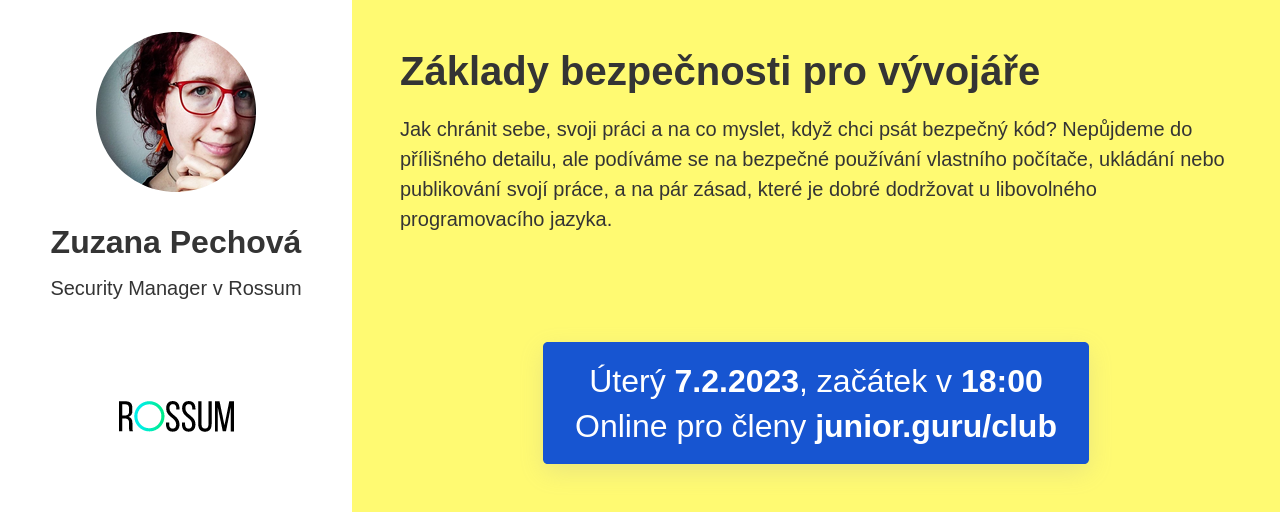 Zuzana Pechová
Security Manager v Rossum
ROSSUM
Základy bezpečnosti pro vývojáře
Jak chránit sebe, svoji práci a na co myslet, když chci psát bezpečný kód? Nepůjdeme do
přílišného detailu, ale podíváme se na bezpečné používání vlastního počítače, ukládání nebo
publikování svojí práce, a na pár zásad, které je dobré dodržovat u libovolného
programovacího jazyka.
Úterý 7.2.2023, začátek v 18:00
Online pro členy junior.guru/club